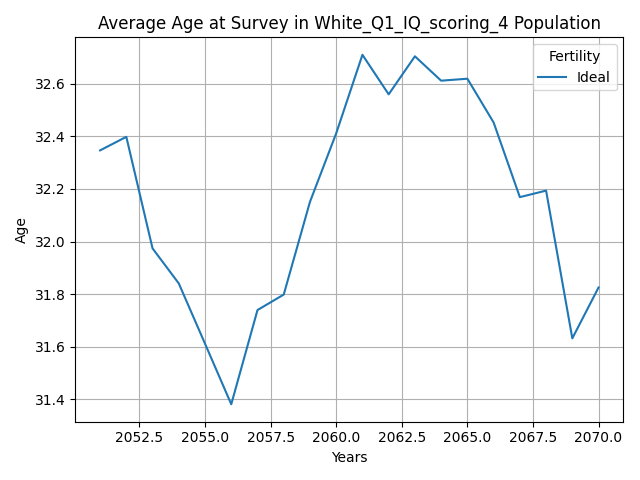 Average Age at Survey in White_Q1_IQ_scoring_4 Population
Fertility
Ideal
32.6
32.4
32.2
32.0
31.8
31.6
31.4
Age
2052.5 2055.0 2057.5 2060.0 2062.5 2065.0 2067.5 2070.0
Years